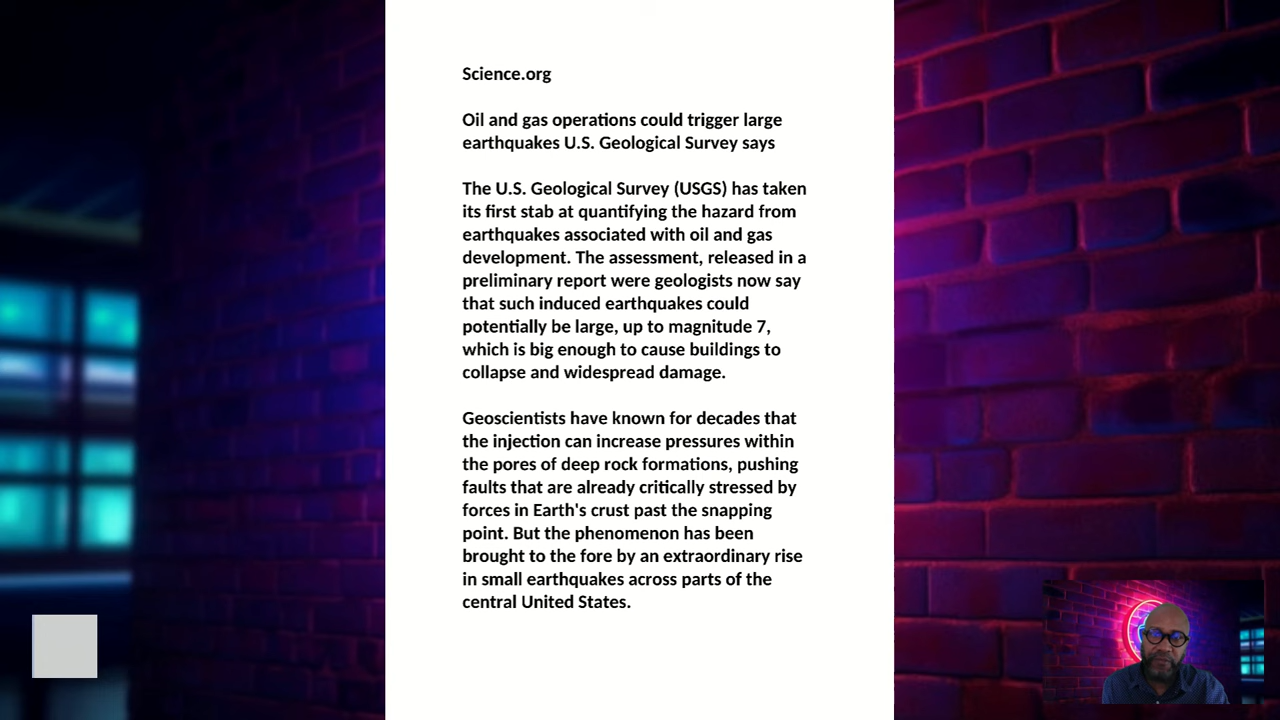 Science.org
Oil and gas operations could trigger large
earthquakes U.S. Geological Survey says
The U.S. Geological Survey (USGS) has taken
its first stab at quantifying the hazard from
earthquakes associated with oil and gas
development. The assessment, released in a
preliminary report were geologists now say
that such induced earthquakes could
potentially be large, up to magnitude 7,
which is big enough to cause buildings to
collapse and widespread damage.
Geoscientists have known for decades that
the injection can increase pressures within
the pores of deep rock formations, pushing
faults that are already critically stressed by
forces in Earth's crust past the snapping
point. But the phenomenon has been
brought to the fore by an extraordinary rise
in small earthquakes across parts of the
central United States.